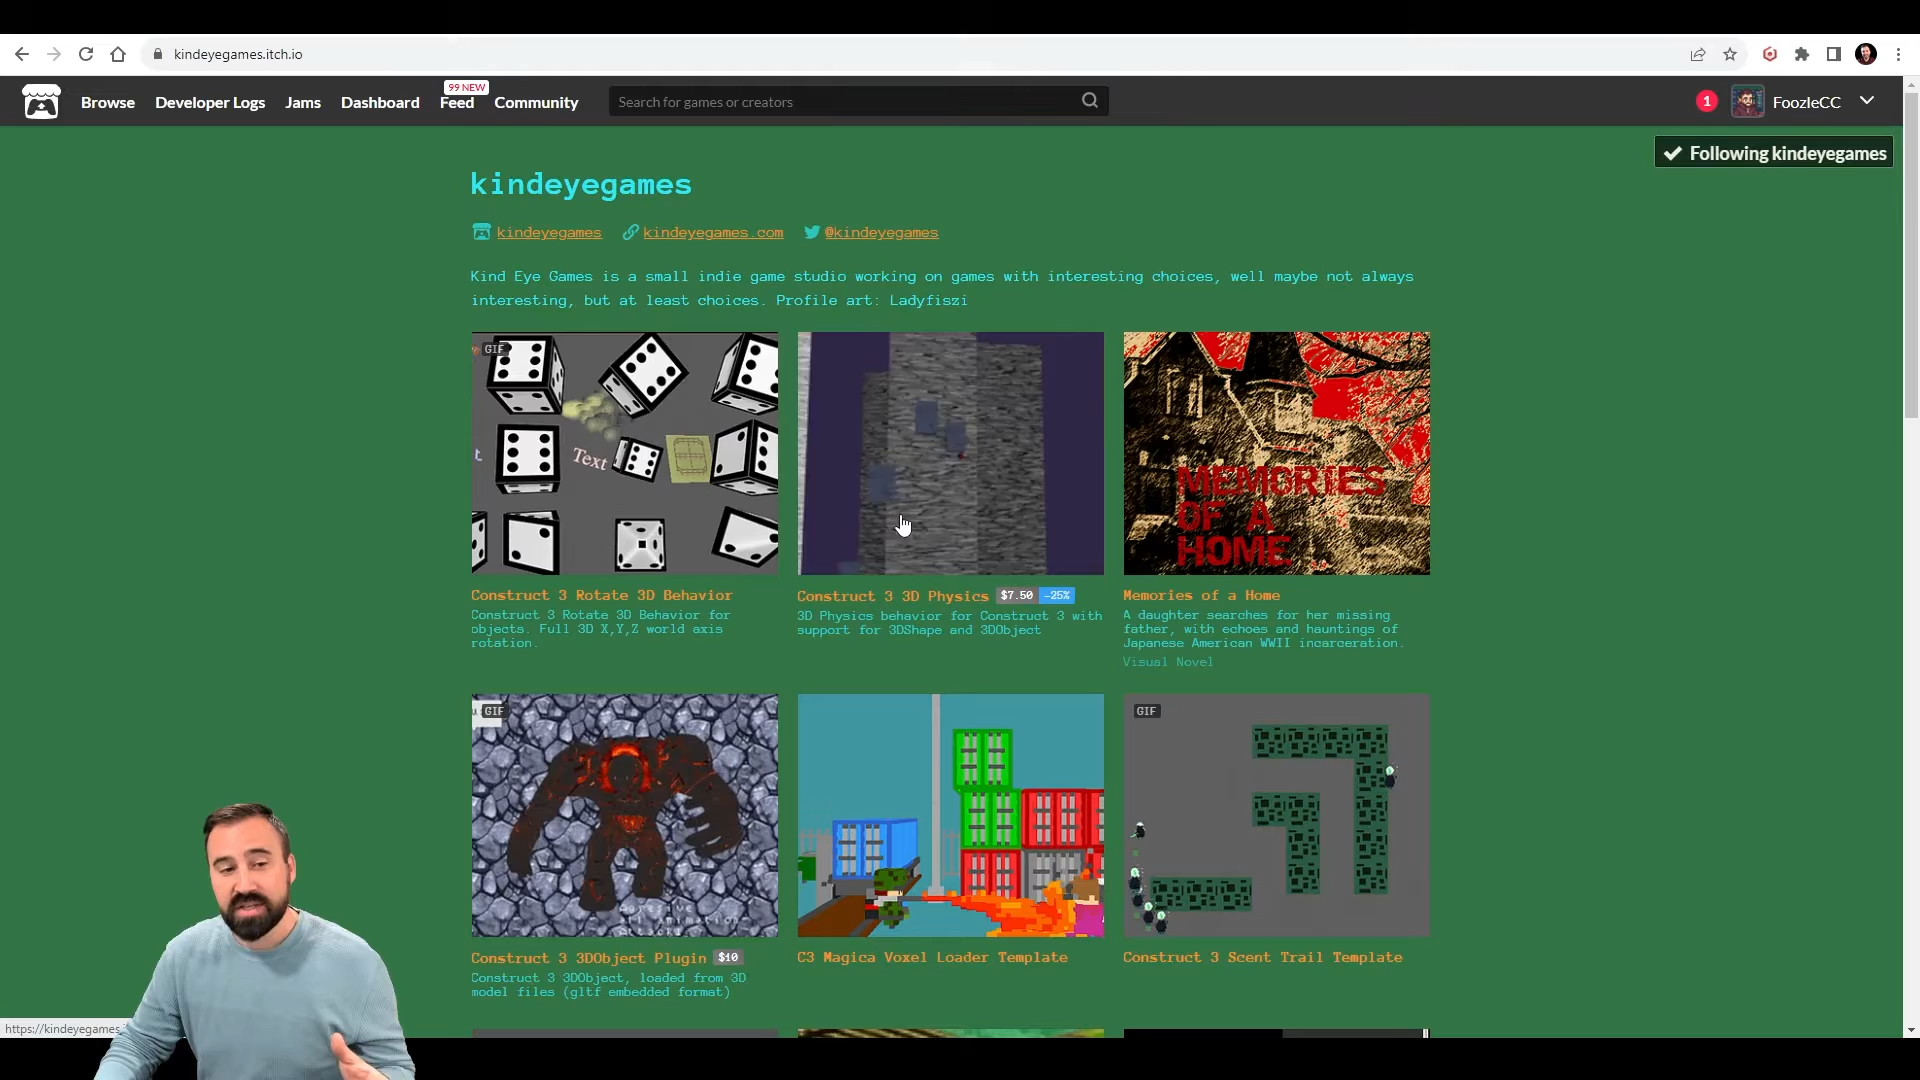 kindeyegames.itch.io
99 NEW
Browse Developer Logs Jams Dashboard Feed Community Search for games or creators 1 FoozleCC
Following kindeyegames
kindeyegames
kindeyegames kindeyegames.com @kindeyegames
Kind Eye Games is a small indie game studio working on games with interesting choices, well maybe not always
interesting, but at least choices. Profile art: Ladyfiszi
GIF
Text
MEMORIES
OF A
HOME
Construct 3 Rotate 3D Behavior
Construct 3 Rotate 3D Behavior for
objects. Full 3D X,Y,Z world axis
rotation.
Construct 3 3D Physics $7.50 -25%
3D Physics behavior for Construct 3 with
support for 3DShape and 3DObject
Memories of a Home
A daughter searches for her missing
father, with echoes and hauntings of
Japanese American WWII incarceration.
Visual Novel
GIF
GIF
Construct 3 3DObject Plugin $10
Construct 3 3DObject, loaded from 3D
model files (gltf embedded format)
C3 Magica Voxel Loader Template
Construct 3 Scent Trail Template
https://kindeyegames.